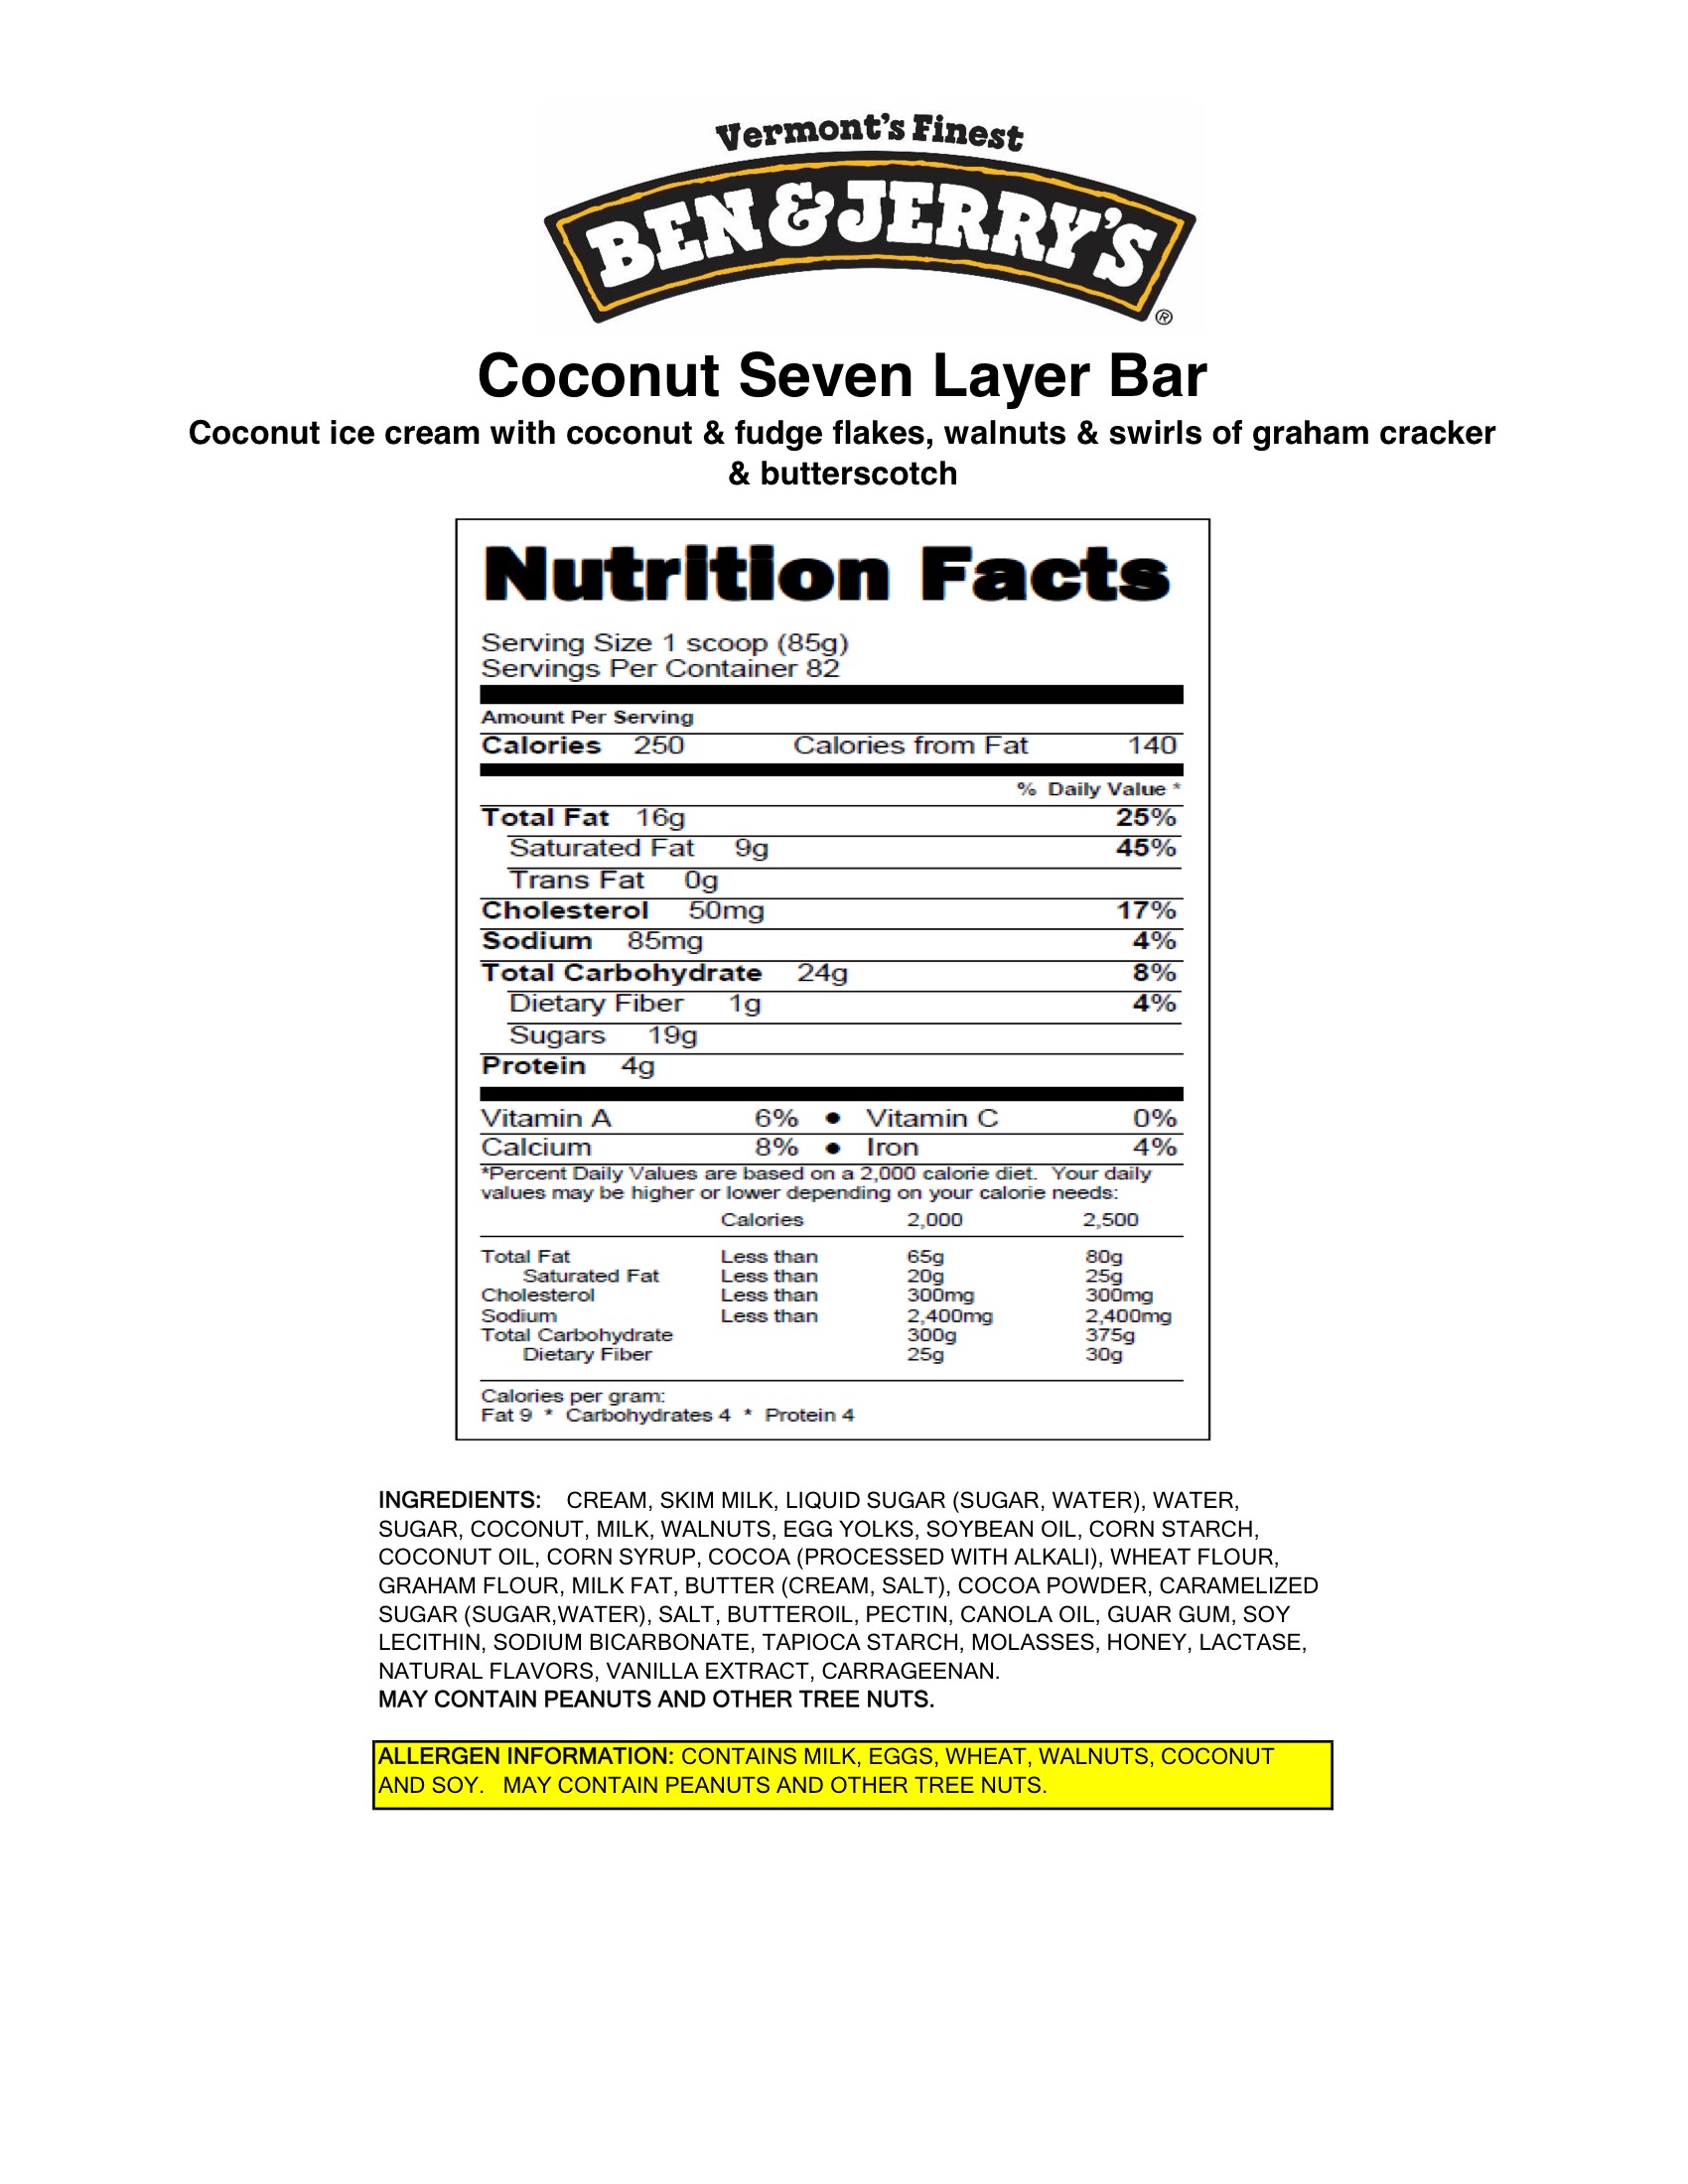 Vermont's Finest
BEN & JERRY'S
®
Coconut Seven Layer Bar
Coconut ice cream with coconut & fudge flakes, walnuts & swirls of graham cracker
& butterscotch
Nutrition Facts
Serving Size 1 scoop (85g)
Servings Per Container 82
Amount Per Serving
Calories 250 Calories from Fat 140
% Daily Value *
Total Fat 16g 25%
Saturated Fat 9g 45%
Trans Fat 0g
Cholesterol 50mg 17%
Sodium 85mg 4%
Total Carbohydrate 24g 8%
Dietary Fiber 1g 4%
Sugars 19g
Protein 4g
Vitamin A 6% ● Vitamin C 0%
Calcium 8% ● Iron 4%
*Percent Daily Values are based on a 2,000 calorie diet. Your daily
values may be higher or lower depending on your calorie needs:
Calories 2,000 2,500
Total Fat Less than 65g 80g
Saturated Fat Less than 20g 25g
Cholesterol Less than 300mg 300mg
Sodium Less than 2,400mg 2,400mg
Total Carbohydrate 300g 375g
Dietary Fiber 25g 30g
Calories per gram:
Fat 9 * Carbohydrates 4 * Protein 4
INGREDIENTS: CREAM, SKIM MILK, LIQUID SUGAR (SUGAR, WATER), WATER,
SUGAR, COCONUT, MILK, WALNUTS, EGG YOLKS, SOYBEAN OIL, CORN STARCH,
COCONUT OIL, CORN SYRUP, COCOA (PROCESSED WITH ALKALI), WHEAT FLOUR,
GRAHAM FLOUR, MILK FAT, BUTTER (CREAM, SALT), COCOA POWDER, CARAMELIZED
SUGAR (SUGAR,WATER), SALT, BUTTEROIL, PECTIN, CANOLA OIL, GUAR GUM, SOY
LECITHIN, SODIUM BICARBONATE, TAPIOCA STARCH, MOLASSES, HONEY, LACTASE,
NATURAL FLAVORS, VANILLA EXTRACT, CARRAGEENAN.
MAY CONTAIN PEANUTS AND OTHER TREE NUTS.
ALLERGEN INFORMATION: CONTAINS MILK, EGGS, WHEAT, WALNUTS, COCONUT
AND SOY. MAY CONTAIN PEANUTS AND OTHER TREE NUTS.